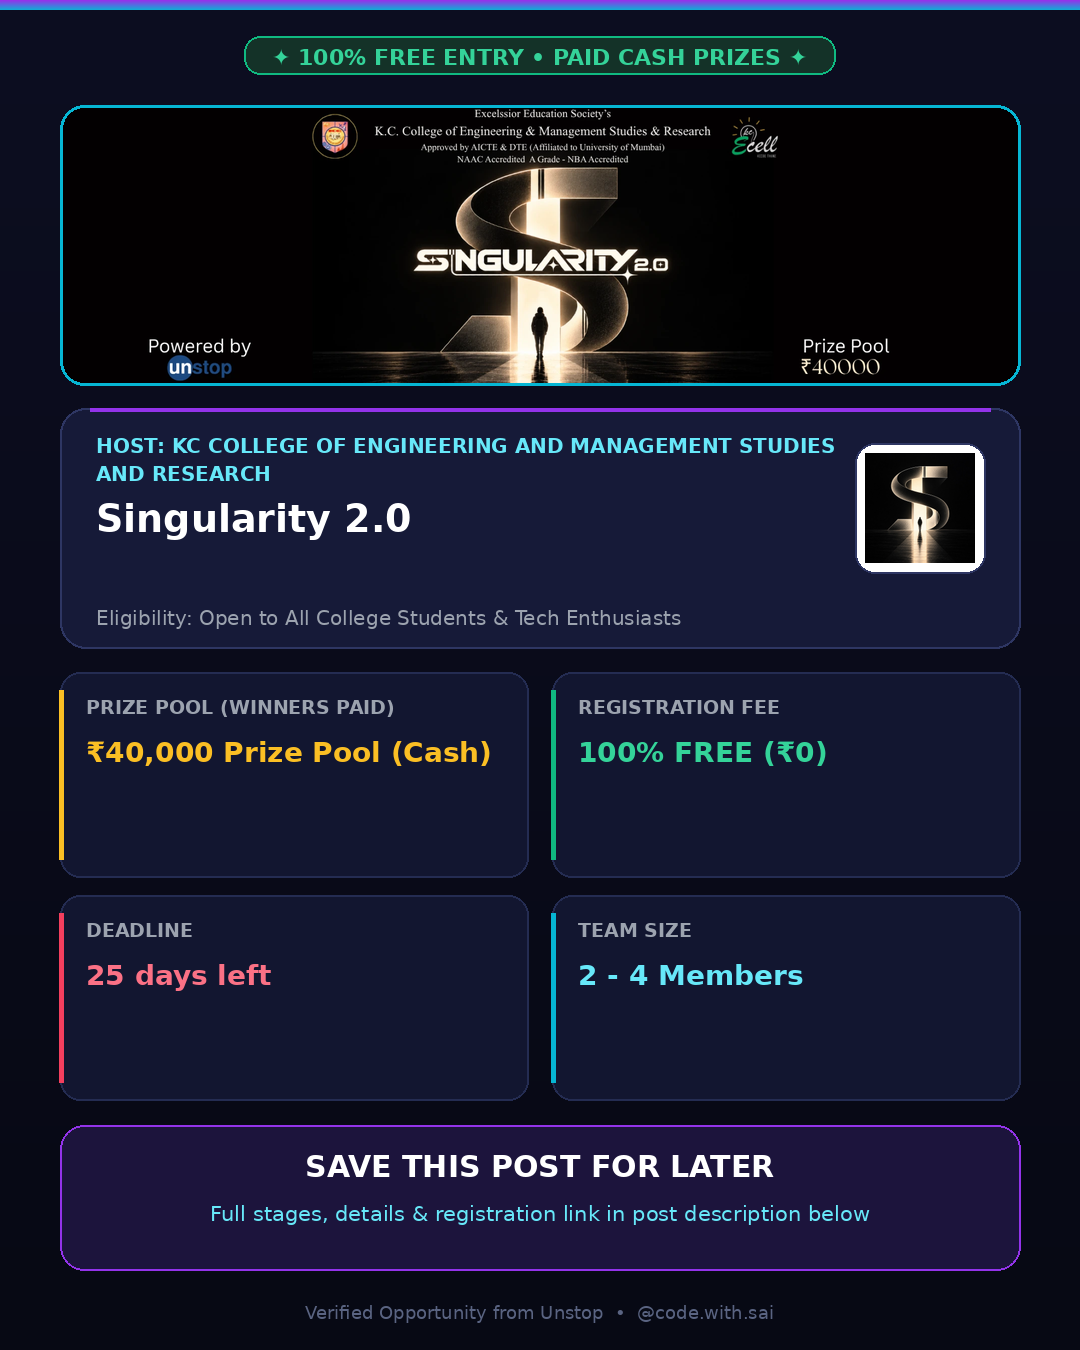 ✦ 100% FREE ENTRY • PAID CASH PRIZES ✦
Excelssior Education Society's
K.C. College of Engineering & Management Studies & Research
Approved by AICTE & DTE (Affiliated to University of Mumbai)
NAAC Accredited A Grade - NBA Accredited
kc
Ecell
SINGULARITY 2.0
Powered by
unstop
Prize Pool
₹40000
HOST: KC COLLEGE OF ENGINEERING AND MANAGEMENT STUDIES
AND RESEARCH
Singularity 2.0
Eligibility: Open to All College Students & Tech Enthusiasts
PRIZE POOL (WINNERS PAID)
₹40,000 Prize Pool (Cash)
REGISTRATION FEE
100% FREE (₹0)
DEADLINE
25 days left
TEAM SIZE
2 - 4 Members
SAVE THIS POST FOR LATER
Full stages, details & registration link in post description below
Verified Opportunity from Unstop • @code.with.sai